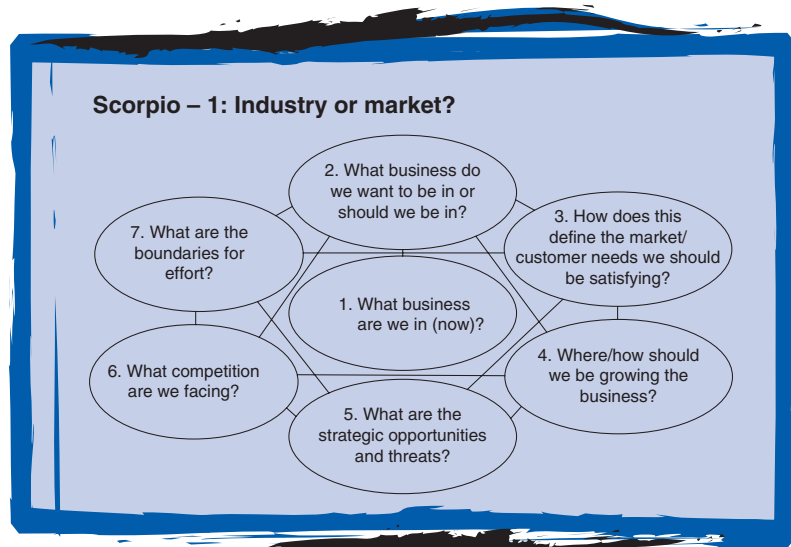 Scorpio – 1: Industry or market?
2. What business do
we want to be in or
should we be in?
7. What are the
boundaries for
effort?
3. How does this
define the market/
customer needs we should
be satisfying?
1. What business
are we in (now)?
6. What competition
are we facing?
4. Where/how should
we be growing the
business?
5. What are the
strategic opportunities
and threats?